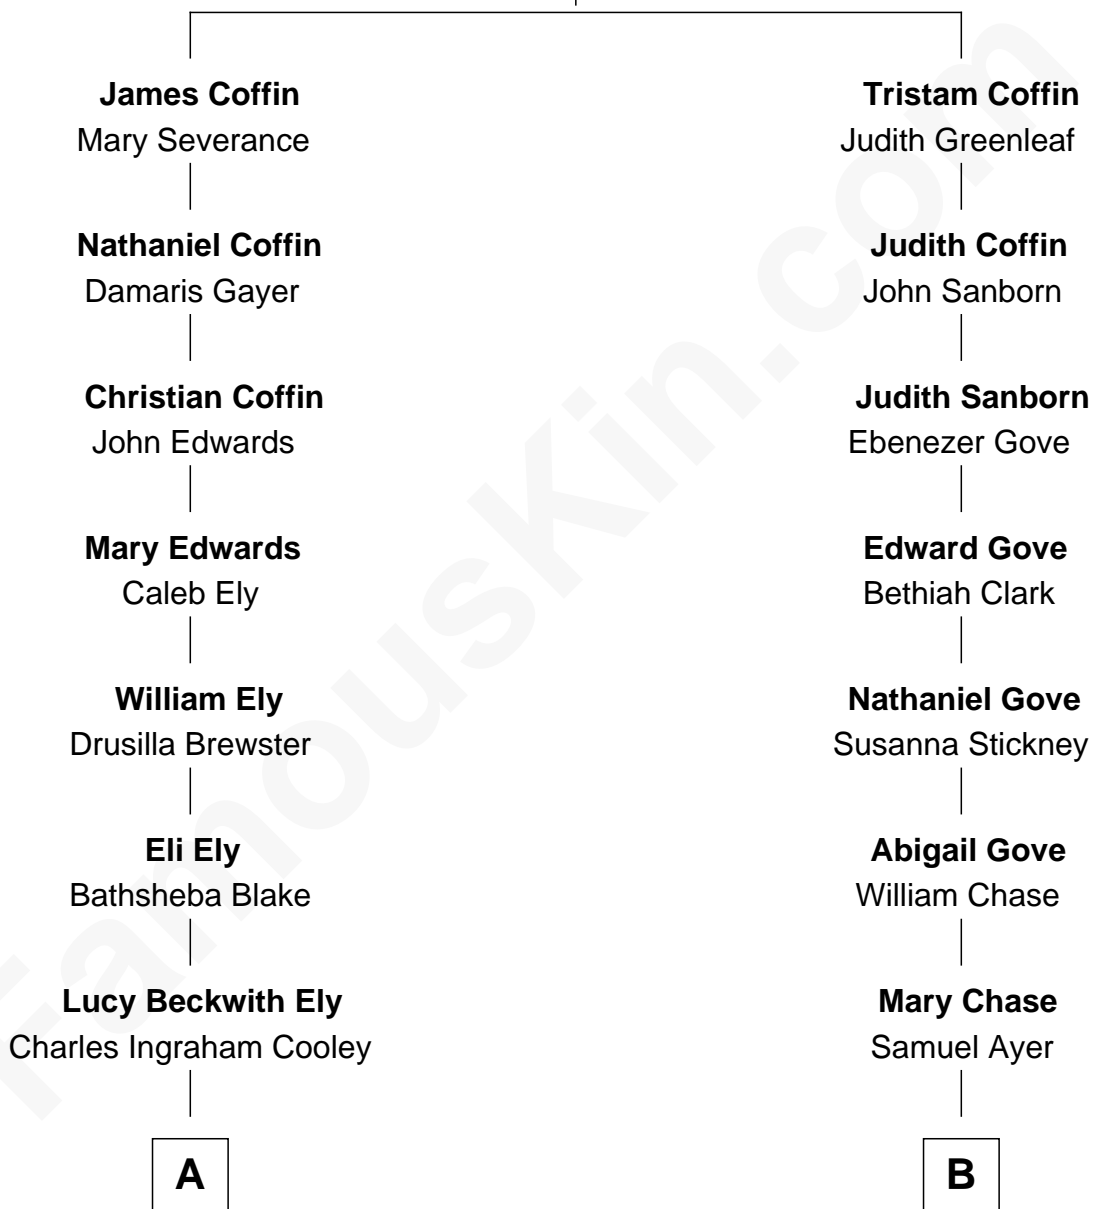 James Coffin
Mary Severance
Nathaniel Coffin
Damaris Gayer
Christian Coffin
John Edwards
Mary Edwards
Caleb Ely
William Ely
Drusilla Brewster
Eli Ely
Bathsheba Blake
Lucy Beckwith Ely
Charles Ingraham Cooley
A
Tristam Coffin
Judith Greenleaf
Judith Coffin
John Sanborn
Judith Sanborn
Ebenezer Gove
Edward Gove
Bethiah Clark
Nathaniel Gove
Susanna Stickney
Abigail Gove
William Chase
Mary Chase
Samuel Ayer
B
FamousKin.com